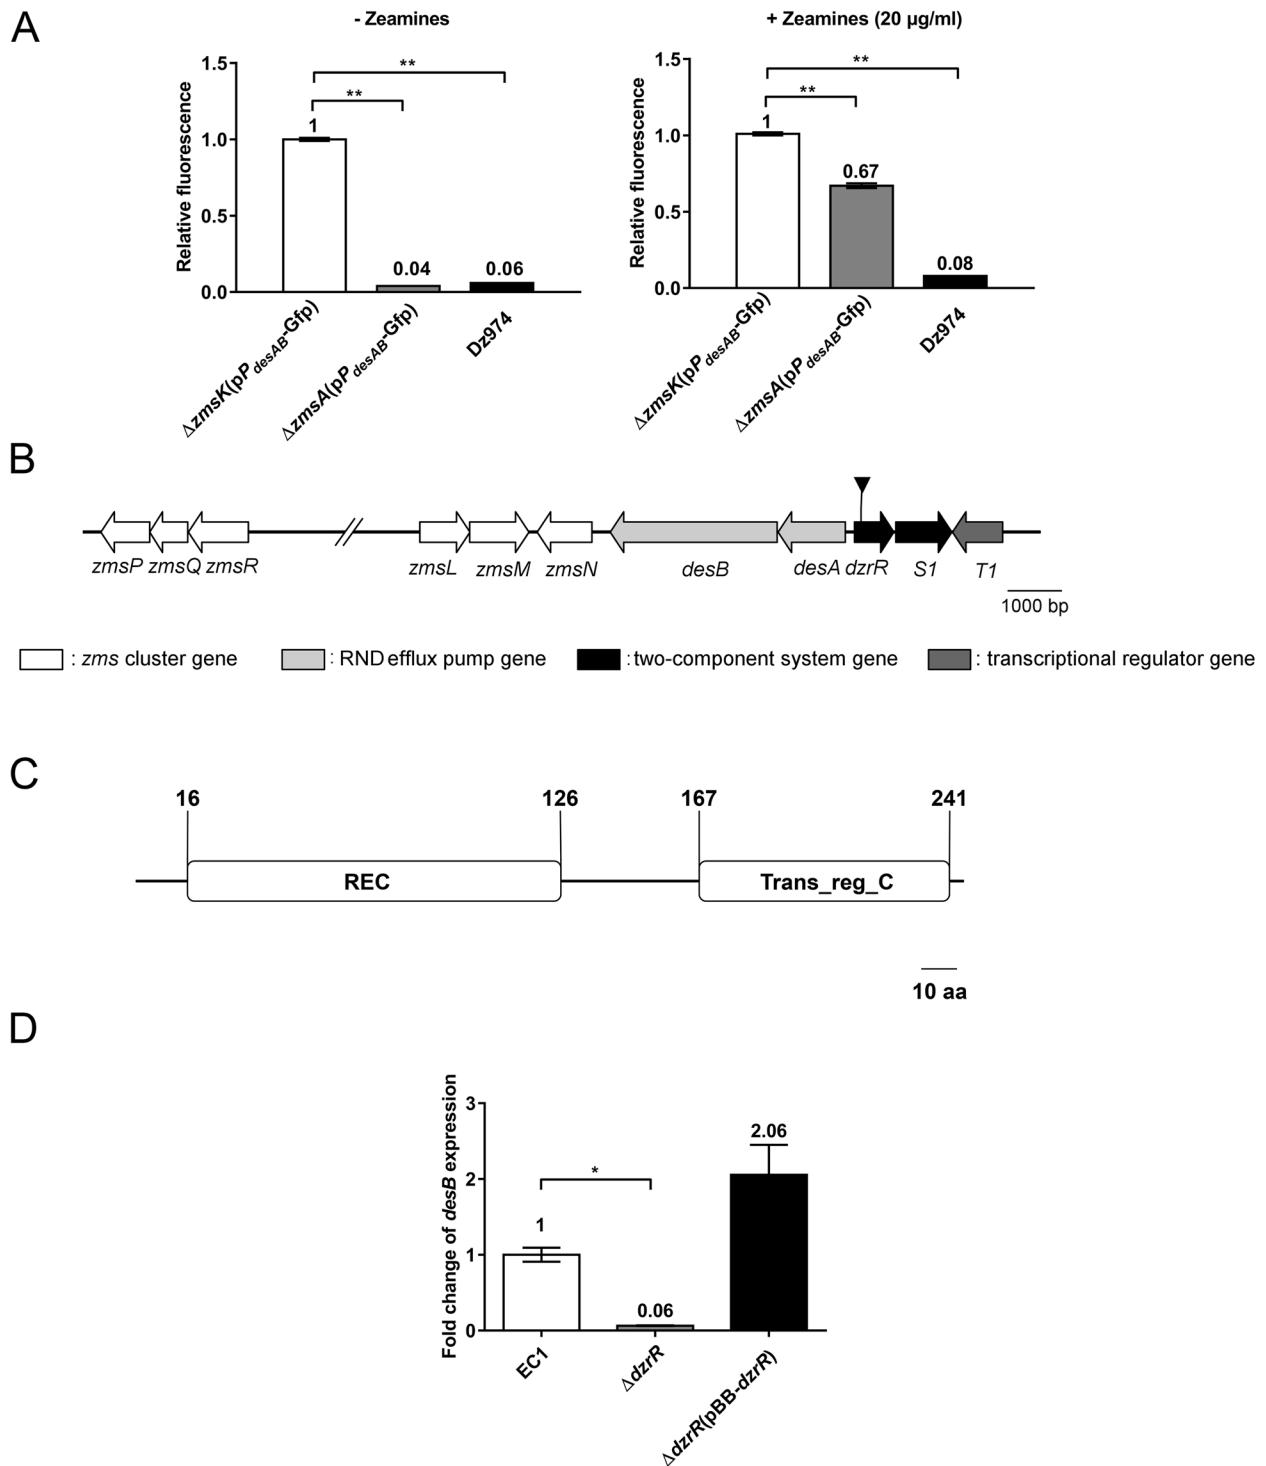 A
- Zeamines
+ Zeamines (20 µg/ml)
Relative fluorescence
1.5
1.0
0.5
0.0
**
**
1
0.04
0.06
ΔzmsK(pPdesAB-Gfp)
ΔzmsA(pPdesAB-Gfp)
Dz974
Relative fluorescence
1.5
1.0
0.5
0.0
**
**
1
0.67
0.08
ΔzmsK(pPdesAB-Gfp)
ΔzmsA(pPdesAB-Gfp)
Dz974
B
zmsP zmsQ zmsR zmsL zmsM zmsN desB desA dzrR S1 T1
1000 bp
: zms cluster gene : RND efflux pump gene : two-component system gene : transcriptional regulator gene
C
16 126 167 241
REC Trans_reg_C
10 aa
D
Fold change of desB expression
3
2
1
0
*
1
0.06
2.06
EC1
ΔdzrR
ΔdzrR(pBB-dzrR)